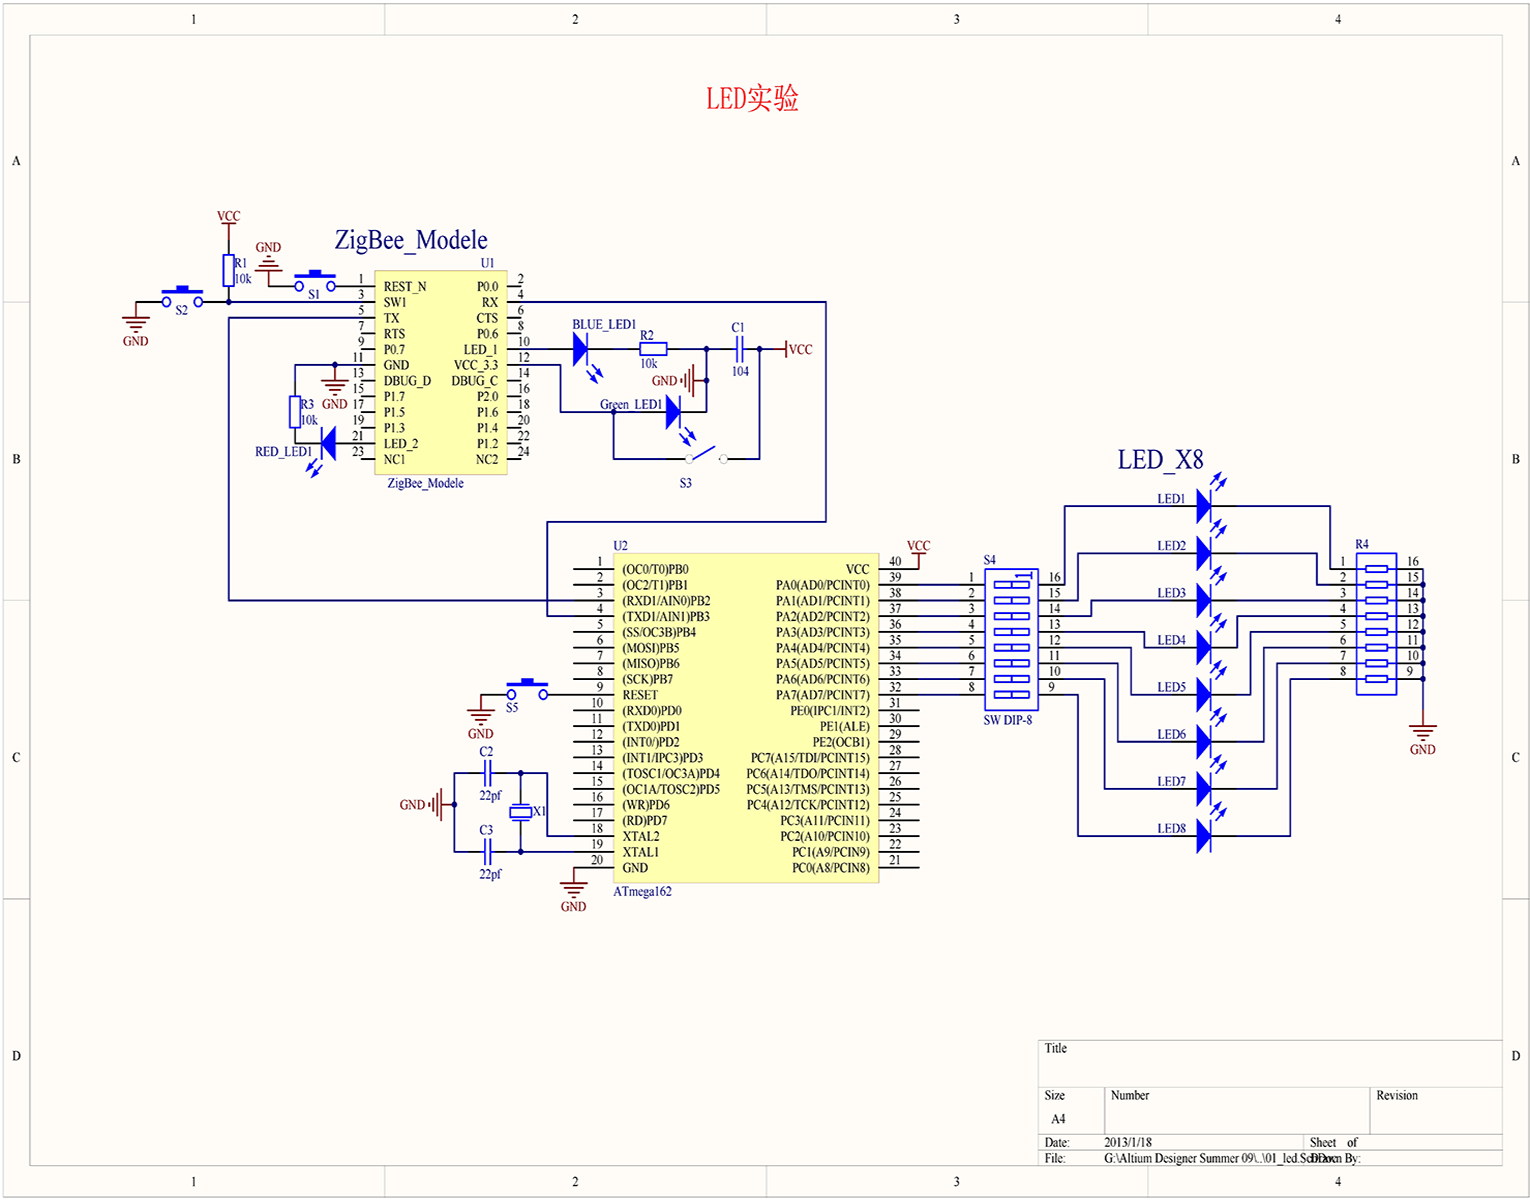 1 2 3 4
LED实验
A A
VCC
GND
R1
10k
S1
S2
GND
ZigBee_Modele
U1
1 REST_N P0.0 2
3 SW1 RX 4
5 TX CTS 6
7 RTS P0.6 8
9 P0.7 LED_1 10
11 GND VCC_3.3 12
13 DBUG_D DBUG_C 14
15 P1.7 P2.0 16
17 P1.5 P1.6 18
19 P1.3 P1.4 20
21 LED_2 P1.2 22
23 NC1 NC2 24
ZigBee_Modele
GND
R3
10k
RED_LED1
BLUE_LED1
R2
10k
C1
104
VCC
GND
Green_LED1
S3
B B
LED_X8
LED1
LED2
LED3
LED4
LED5
LED6
LED7
LED8
U2
VCC
1 (OC0/T0)PB0 VCC 40
2 (OC2/T1)PB1 PA0(AD0/PCINT0) 39
3 (RXD1/AIN0)PB2 PA1(AD1/PCINT1) 38
4 (TXD1/AIN1)PB3 PA2(AD2/PCINT2) 37
5 (SS/OC3B)PB4 PA3(AD3/PCINT3) 36
6 (MOSI)PB5 PA4(AD4/PCINT4) 35
7 (MISO)PB6 PA5(AD5/PCINT5) 34
8 (SCK)PB7 PA6(AD6/PCINT6) 33
9 RESET PA7(AD7/PCINT7) 32
10 (RXD0)PD0 PE0(IPC1/INT2) 31
11 (TXD0)PD1 PE1(ALE) 30
12 (INT0/)PD2 PE2(OCB1) 29
13 (INT1/IPC3)PD3 PC7(A15/TDI/PCINT15) 28
14 (TOSC1/OC3A)PD4 PC6(A14/TDO/PCINT14) 27
15 (OC1A/TOSC2)PD5 PC5(A13/TMS/PCINT13) 26
16 (WR)PD6 PC4(A12/TCK/PCINT12) 25
17 (RD)PD7 PC3(A11/PCIN11) 24
18 XTAL2 PC2(A10/PCIN10) 23
19 XTAL1 PC1(A9/PCIN9) 22
20 GND PC0(A8/PCIN8) 21
ATmega162
GND
S5
GND
C2
22pf
GND
X1
C3
22pf
S4
1
1 16
2 15
3 14
4 13
5 12
6 11
7 10
8 9
SW DIP-8
R4
1 16
2 15
3 14
4 13
5 12
6 11
7 10
8 9
GND
C C
D D
Title
Size Number Revision
A4
Date: 2013/1/18 Sheet of
File: G:\Altium Designer Summer 09\..\01_led.SchDoc Drawn By:
1 2 3 4